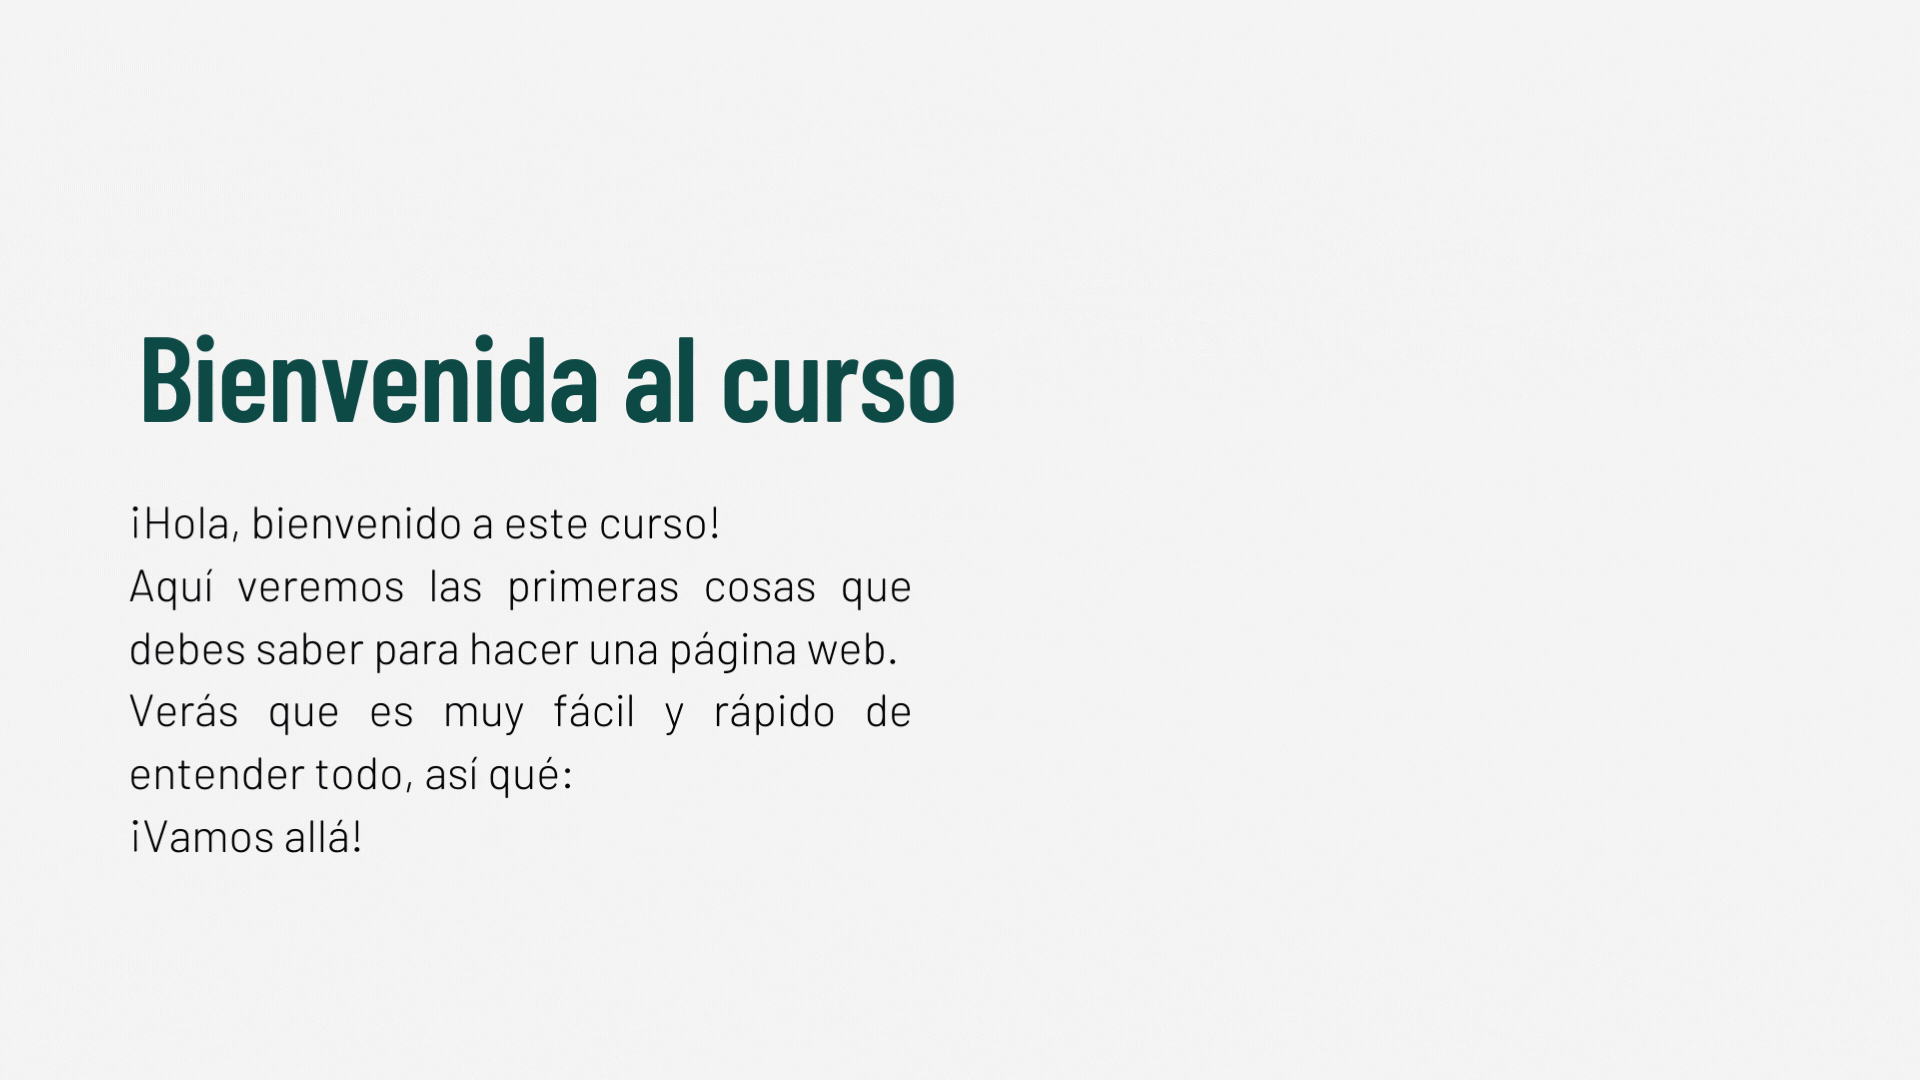 Bienvenida al curso
¡Hola, bienvenido a este curso!
Aquí veremos las primeras cosas que
debes saber para hacer una página web.
Verás que es muy fácil y rápido de
entender todo, así qué:
¡Vamos allá!